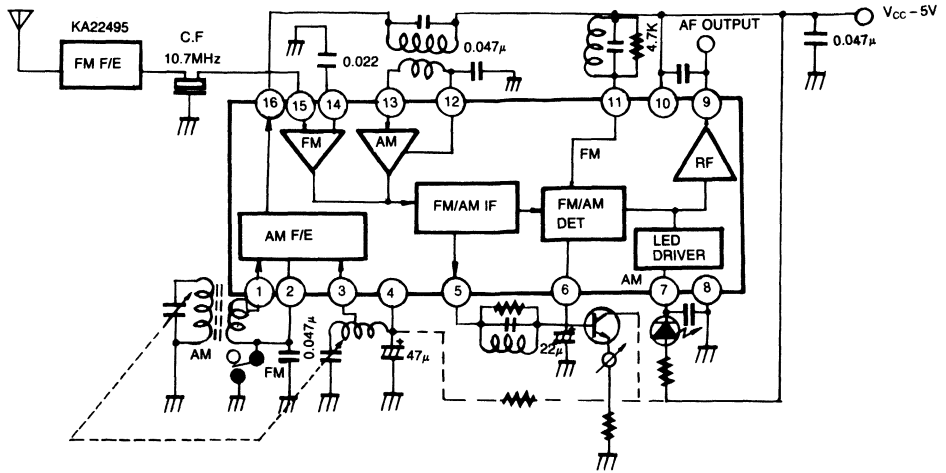 KA22495
FM F/E
C.F
10.7MHz
0.022
0.047μ
4.7K
AF OUTPUT
VCC – 5V
0.047μ
16
15
14
13
12
11
10
9
FM
AM
FM
RF
FM/AM IF
FM/AM
DET
AM F/E
LED
DRIVER
AM
1
2
3
4
5
6
7
8
AM
FM
0.047μ
47μ
22μ